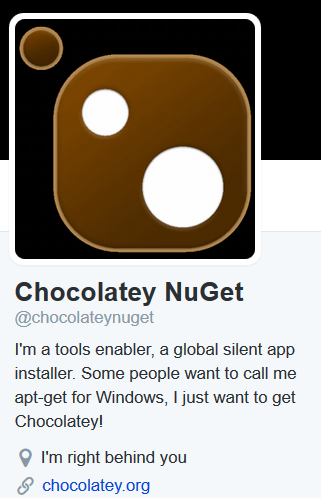 Chocolatey NuGet
@chocolateynuget
I'm a tools enabler, a global silent app
installer. Some people want to call me
apt-get for Windows, I just want to get
Chocolatey!
I'm right behind you
chocolatey.org